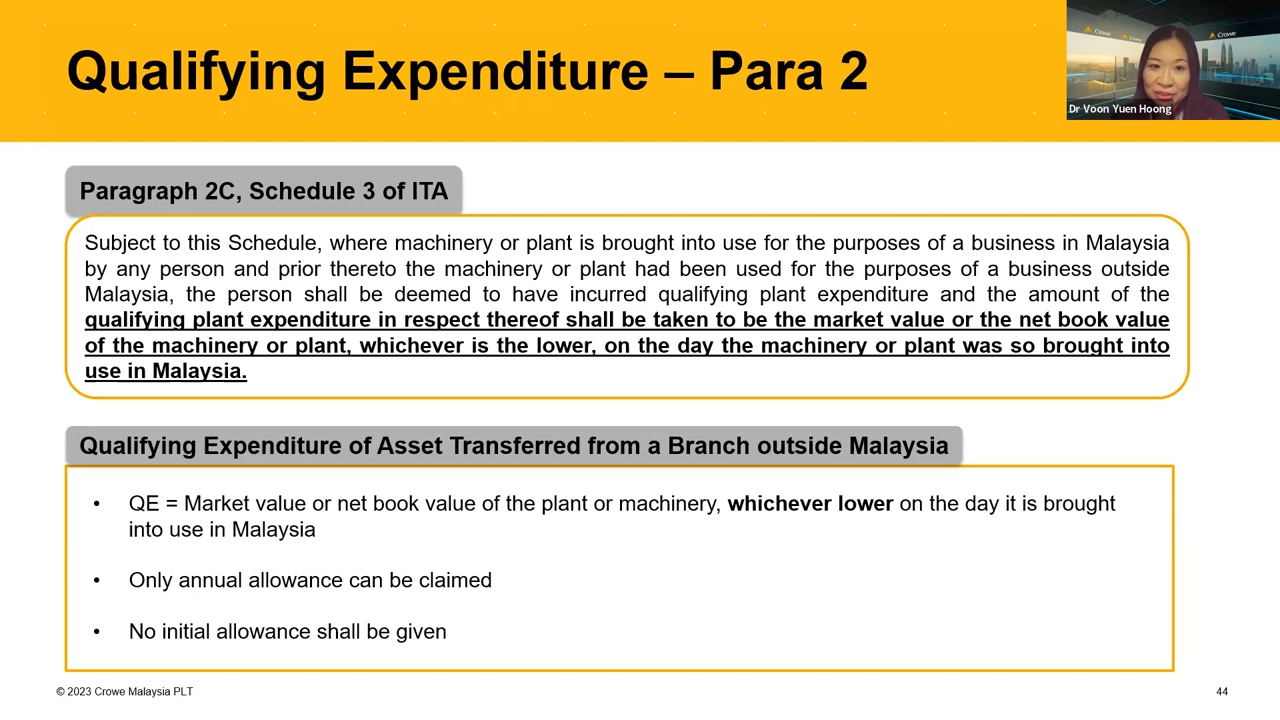 Qualifying Expenditure – Para 2
Crowe
Crowe
Crowe
Dr Voon Yuen Hoong
Paragraph 2C, Schedule 3 of ITA
Subject to this Schedule, where machinery or plant is brought into use for the purposes of a business in Malaysia
by any person and prior thereto the machinery or plant had been used for the purposes of a business outside
Malaysia, the person shall be deemed to have incurred qualifying plant expenditure and the amount of the
qualifying plant expenditure in respect thereof shall be taken to be the market value or the net book value
of the machinery or plant, whichever is the lower, on the day the machinery or plant was so brought into
use in Malaysia.
Qualifying Expenditure of Asset Transferred from a Branch outside Malaysia
• QE = Market value or net book value of the plant or machinery, whichever lower on the day it is brought
into use in Malaysia
• Only annual allowance can be claimed
• No initial allowance shall be given
© 2023 Crowe Malaysia PLT
44